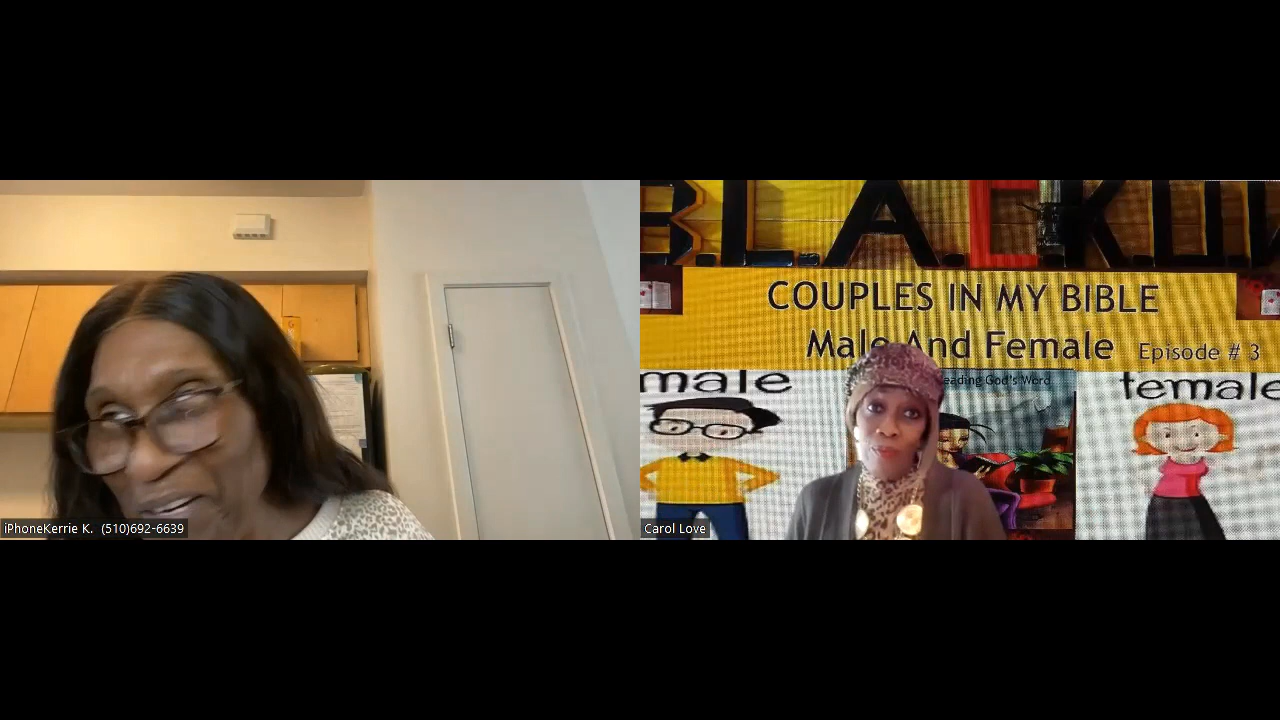 B.L.A.C.K.
COUPLES IN MY BIBLE
Male And Female Episode # 3
male
eading God's Word
female
iPhoneKerrie K. (510)692-6639
Carol Love